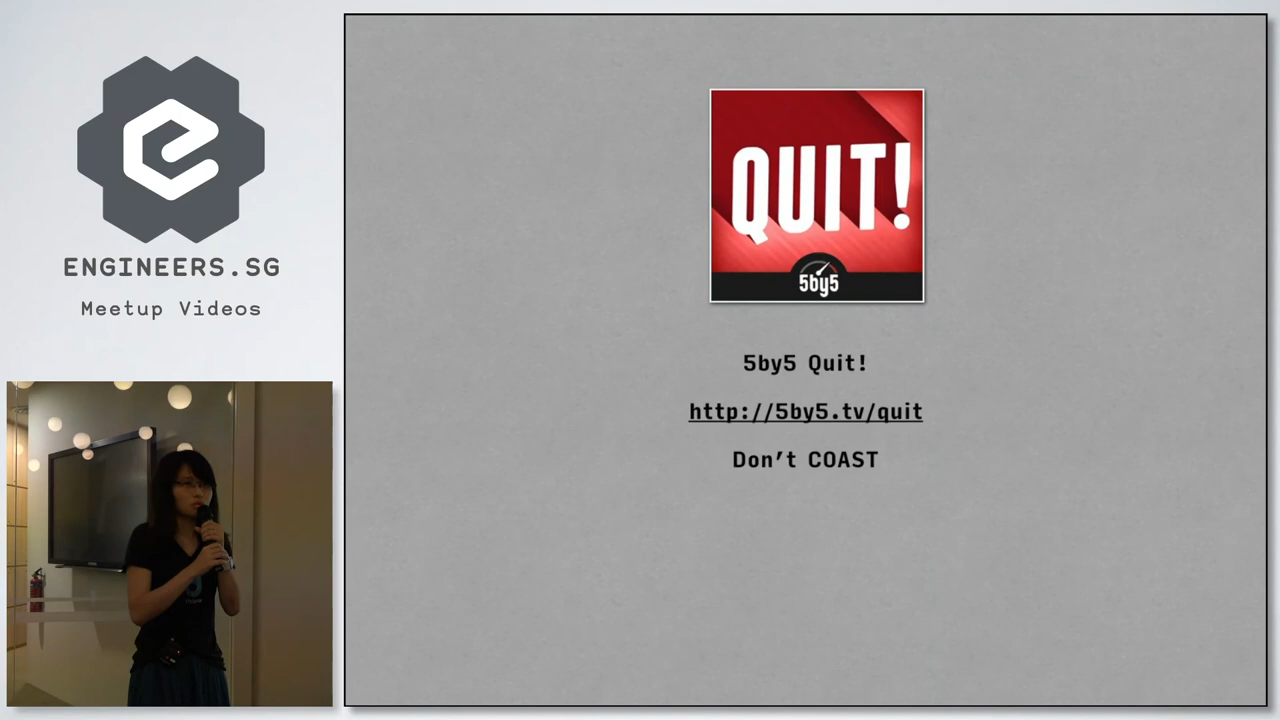 ENGINEERS.SG
Meetup Videos
QUIT!
5by5
5by5 Quit!
http://5by5.tv/quit
Don’t COAST